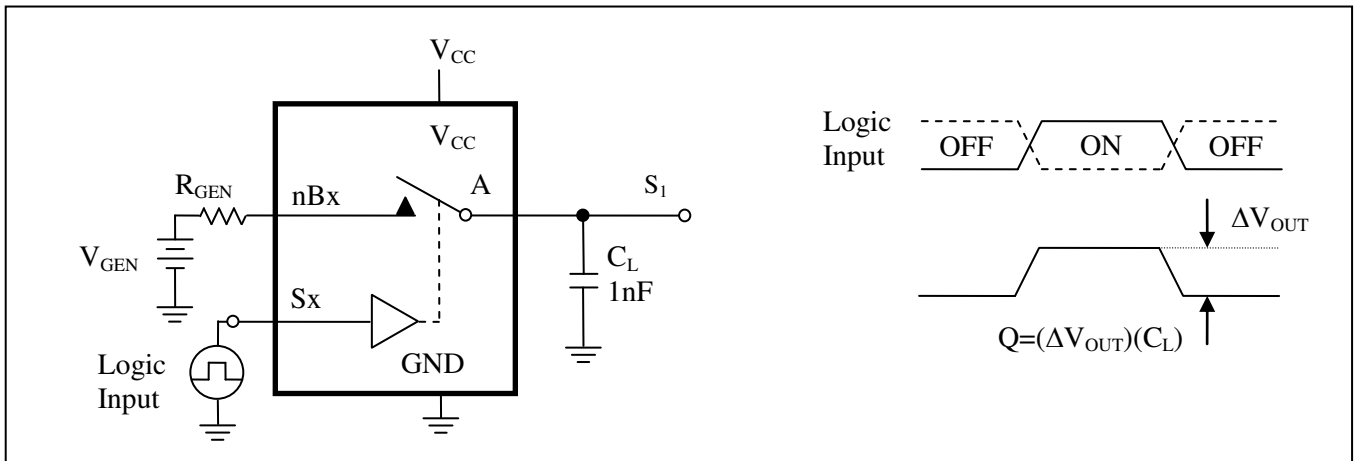 V_CC
V_CC
R_GEN
nBx
A
S_1
V_GEN
C_L
1nF
Sx
GND
Logic
Input
Logic
Input
OFF
ON
OFF
ΔV_OUT
Q=(ΔV_OUT)(C_L)